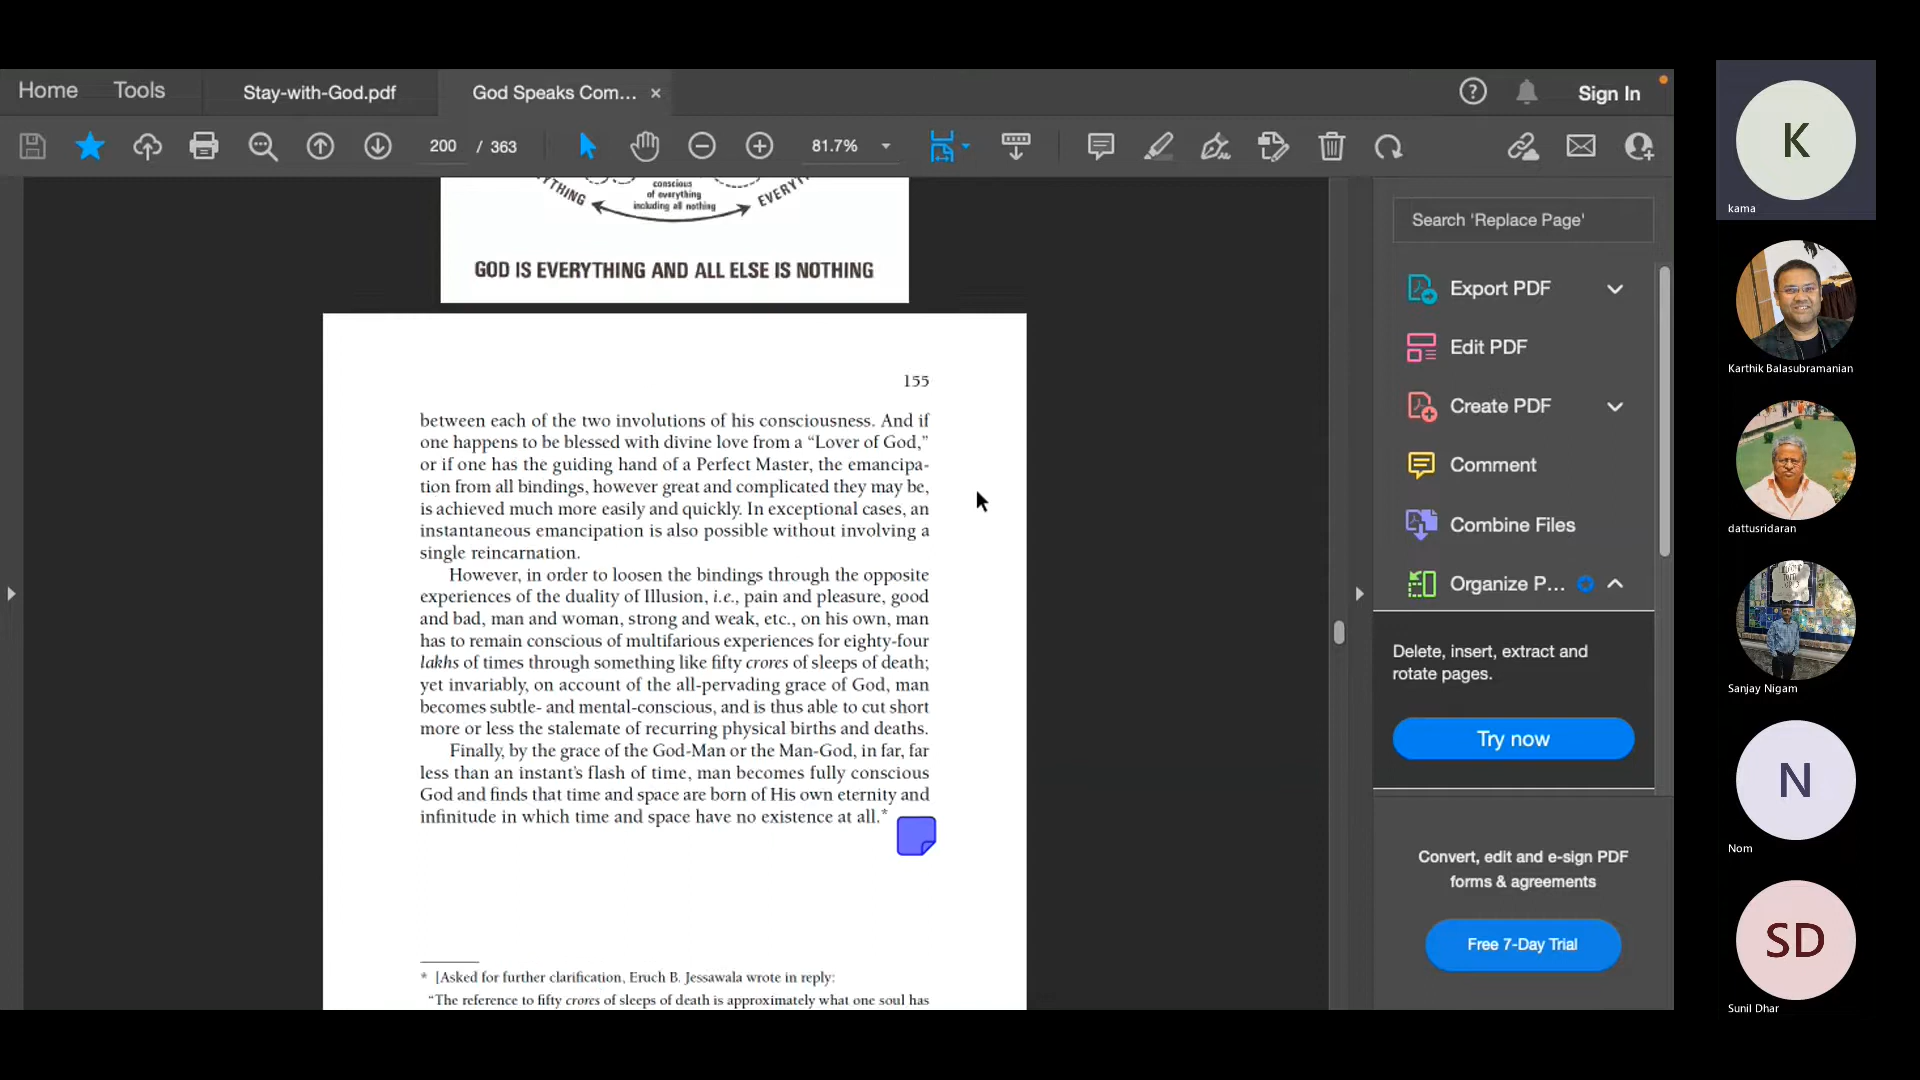 Home
Tools
Stay-with-God.pdf
God Speaks Com...
Sign In
200 / 363
81.7%
conscious
of everything
including all nothing
GOD IS EVERYTHING AND ALL ELSE IS NOTHING
155
between each of the two involutions of his consciousness. And if
one happens to be blessed with divine love from a “Lover of God,”
or if one has the guiding hand of a Perfect Master, the emancipa-
tion from all bindings, however great and complicated they may be,
is achieved much more easily and quickly. In exceptional cases, an
instantaneous emancipation is also possible without involving a
single reincarnation.
However, in order to loosen the bindings through the opposite
experiences of the duality of Illusion, i.e., pain and pleasure, good
and bad, man and woman, strong and weak, etc., on his own, man
has to remain conscious of multifarious experiences for eighty-four
lakhs of times through something like fifty crores of sleeps of death;
yet invariably, on account of the all-pervading grace of God, man
becomes subtle- and mental-conscious, and is thus able to cut short
more or less the stalemate of recurring physical births and deaths.
Finally, by the grace of the God-Man or the Man-God, in far, far
less than an instant’s flash of time, man becomes fully conscious
God and finds that time and space are born of His own eternity and
infinitude in which time and space have no existence at all.*
* [Asked for further clarification, Eruch B. Jessawala wrote in reply:
“The reference to fifty crores of sleeps of death is approximately what one soul has
Search 'Replace Page'
Export PDF
Edit PDF
Create PDF
Comment
Combine Files
Organize P...
Delete, insert, extract and
rotate pages.
Try now
Convert, edit and e-sign PDF
forms & agreements
Free 7-Day Trial
K
kama
Karthik Balasubramanian
dattusridaran
Sanjay Nigam
N
Nom
SD
Sunil Dhar